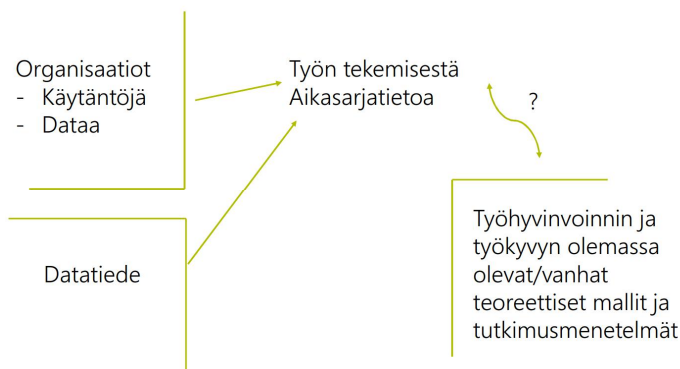 Organisaatiot
- Käytäntöjä
- Dataa
Työn tekemisestä
Aikasarjatietoa
?
Datatiede
Työhyvinvoinnin ja
työkyvyn olemassa
olevat/vanhat
teoreettiset mallit ja
tutkimusmenetelmät